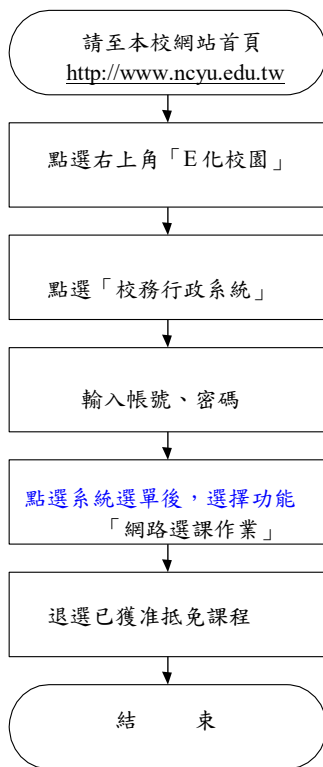 請至本校網站首頁
http://www.ncyu.edu.tw
點選右上角「E化校園」
點選「校務行政系統」
輸入帳號、密碼
點選系統選單後，選擇功能
「網路選課作業」
退選已獲准抵免課程
結 束